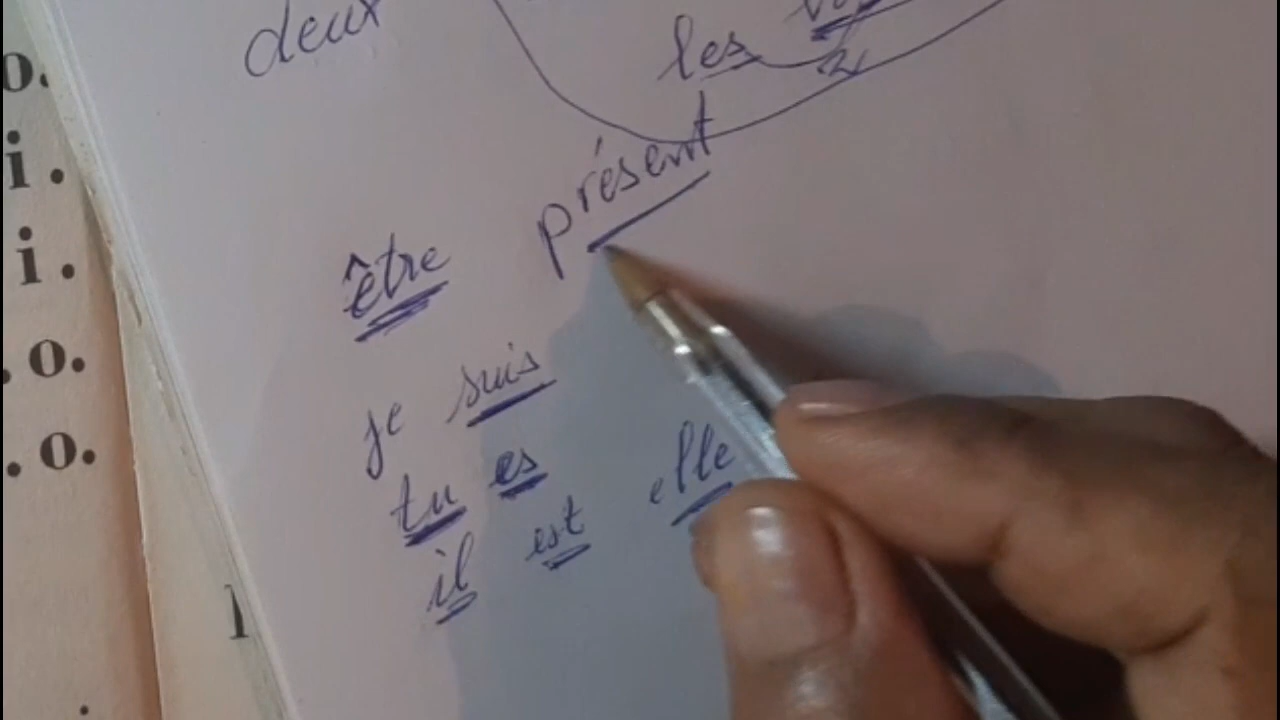 deux
les
être présent
je suis
tu es
il est elle
o.
i.
i.
.o.
.o.